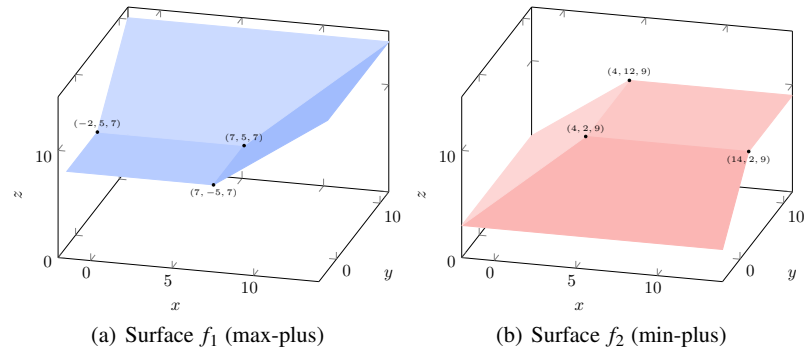 (−2, 5, 7)
(7, 5, 7)
(7, −5, 7)
10
0
z
0
5
10
x
0
10
y
(a) Surface f₁ (max-plus)
(4, 12, 9)
(4, 2, 9)
(14, 2, 9)
10
0
z
0
5
10
x
0
10
y
(b) Surface f₂ (min-plus)